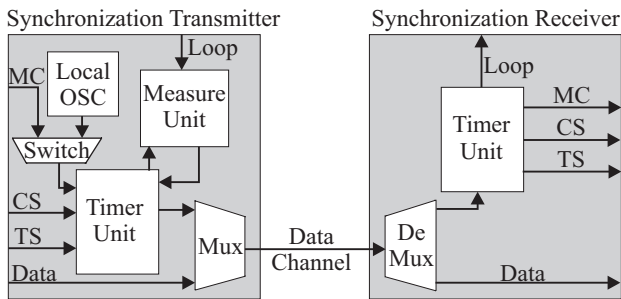 Synchronization Transmitter
Synchronization Receiver
Loop
MC
Local
OSC
Measure
Unit
Switch
CS
Timer
Unit
TS
Data
Mux
Data
Channel
Loop
Timer
Unit
MC
CS
TS
De
Mux
Data